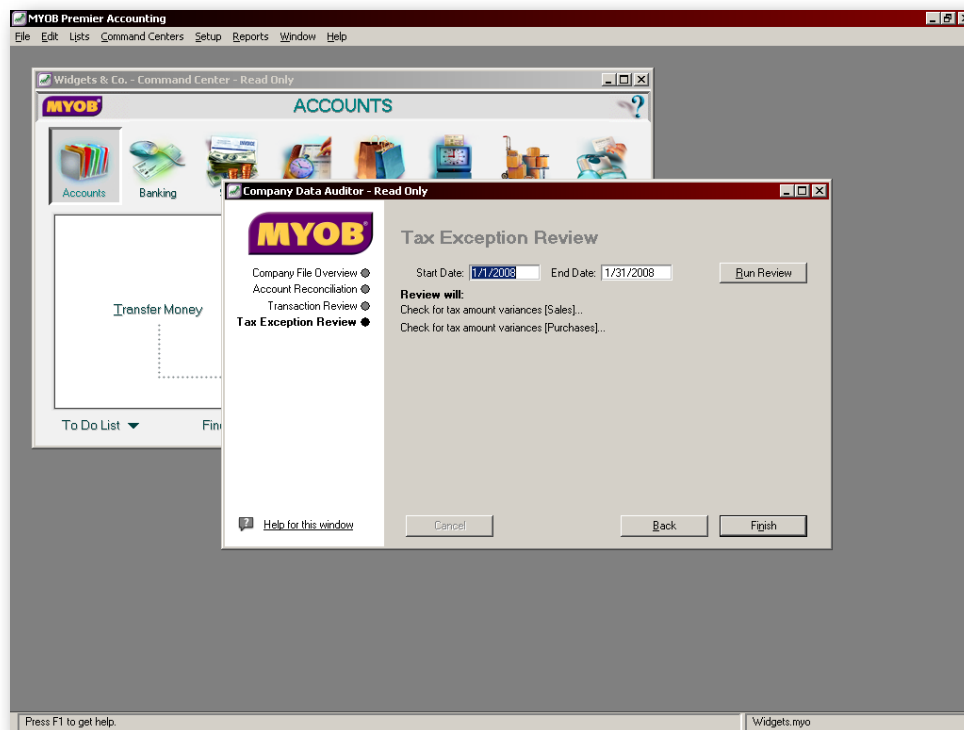 MYOB Premier Accounting
File Edit Lists Command Centers Setup Reports Window Help
Widgets & Co. - Command Center - Read Only
MYOB ACCOUNTS
Accounts Banking
Transfer Money
To Do List
Company Data Auditor - Read Only
MYOB
Company File Overview
Account Reconciliation
Transaction Review
Tax Exception Review
Help for this window
Tax Exception Review
Start Date: 1/1/2008 End Date: 1/31/2008 Run Review
Review will:
Check for tax amount variances [Sales]...
Check for tax amount variances [Purchases]...
Cancel Back Finish
Press F1 to get help. Widgets.myo